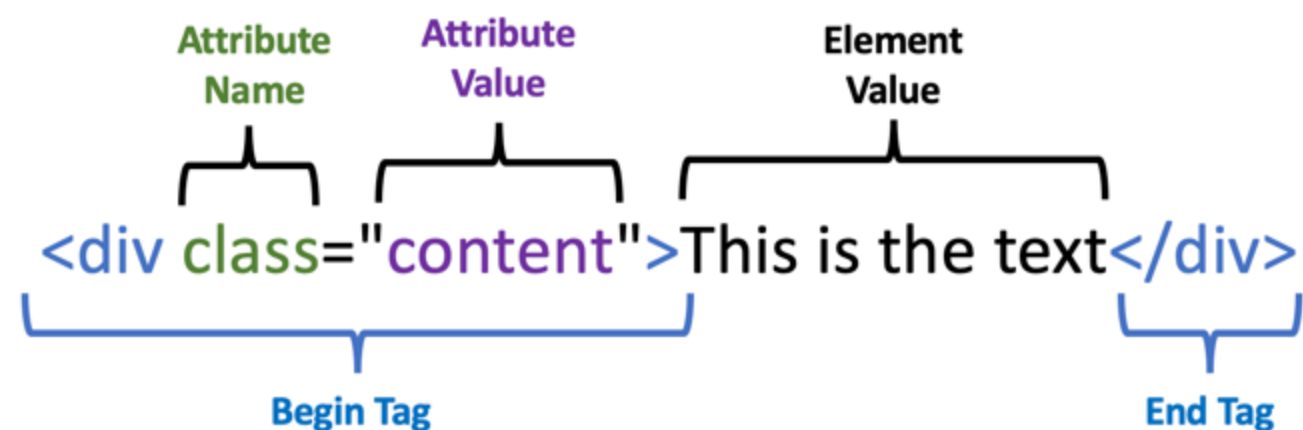 Attribute
Name
Attribute
Value
Element
Value
<div class="content">This is the text</div>
Begin Tag
End Tag